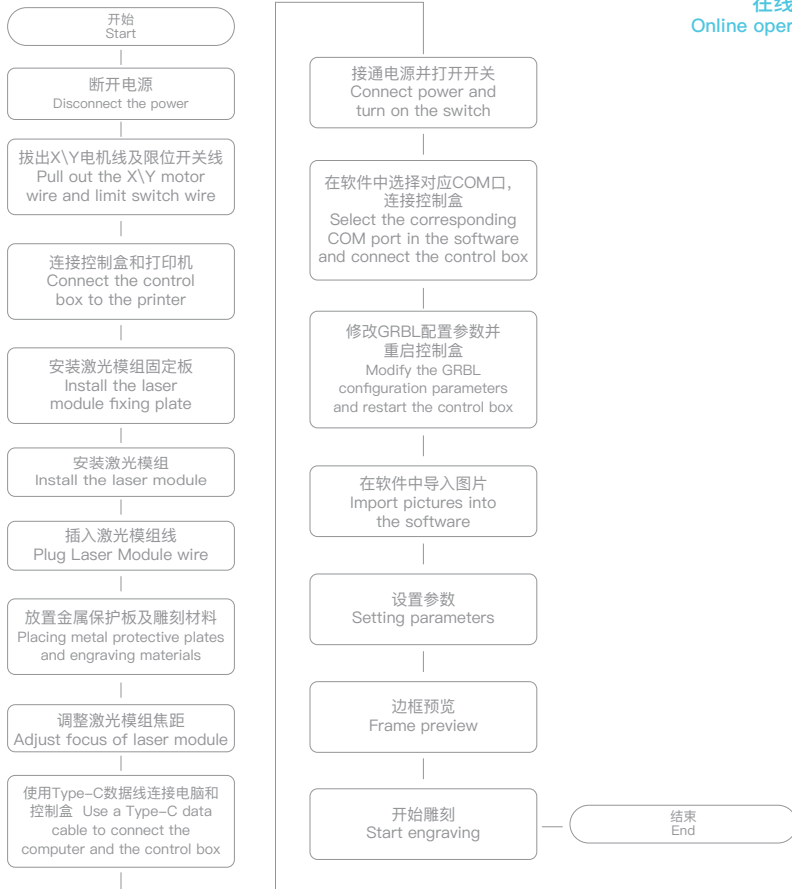 在线
Online oper
开始
Start
断开电源
Disconnect the power
拔出X\Y电机线及限位开关线
Pull out the X\Y motor
wire and limit switch wire
连接控制盒和打印机
Connect the control
box to the printer
安装激光模组固定板
Install the laser
module fixing plate
安装激光模组
Install the laser module
插入激光模组线
Plug Laser Module wire
放置金属保护板及雕刻材料
Placing metal protective plates
and engraving materials
调整激光模组焦距
Adjust focus of laser module
使用Type-C数据线连接电脑和
控制盒 Use a Type-C data
cable to connect the
computer and the control box
接通电源并打开开关
Connect power and
turn on the switch
在软件中选择对应COM口，
连接控制盒
Select the corresponding
COM port in the software
and connect the control box
修改GRBL配置参数并
重启控制盒
Modify the GRBL
configuration parameters
and restart the control box
在软件中导入图片
Import pictures into
the software
设置参数
Setting parameters
边框预览
Frame preview
开始雕刻
Start engraving
结束
End